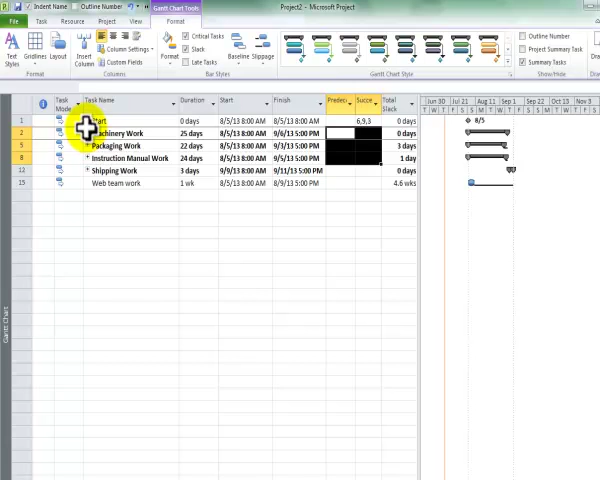 Indent Name Outline Number Gantt Chart Tools Project2 - Microsoft Project
File Task Resource Project View Format
Text Styles Gridlines Layout Insert Column Column Settings Custom Fields Format Critical Tasks Slack Late Tasks Baseline Slippage Outline Number Project Summary Task Summary Tasks
Format Columns Bar Styles Gantt Chart Style Show/Hide
Task Mode Task Name Duration Start Finish Predec Succe Total Slack Jun 30 Jul 21 Aug 11 Sep 1 Sep 22 Oct 13 Nov 3
T W T F S S M T W T F S S M T W T F S
1 0 days 8/5/13 8:00 AM 8/5/13 8:00 AM 6,9,3 0 days 8/5
2 25 days 8/5/13 8:00 AM 9/6/13 5:00 PM 0 days
5 Packaging Work 22 days 8/5/13 8:00 AM 9/3/13 5:00 PM 3 days
8 Instruction Manual Work 24 days 8/5/13 8:00 AM 9/5/13 5:00 PM 1 day
12 Shipping Work 3 days 9/9/13 8:00 AM 9/11/13 5:00 PM 0 days
15 Web team work 1 wk 8/5/13 8:00 AM 8/9/13 5:00 PM 4.6 wks
Gantt Chart